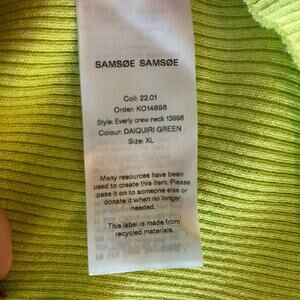 SAMSØE SAMSØE
Coll: 22.01
Order: KO14898
Style: Everly crew neck 13998
Colour: DAIQUIRI GREEN
Size: XL
Many resources have been
used to create this item. Please
pass it on to someone else or
donate it when no longer
needed.
This label is made from
recycled materials.